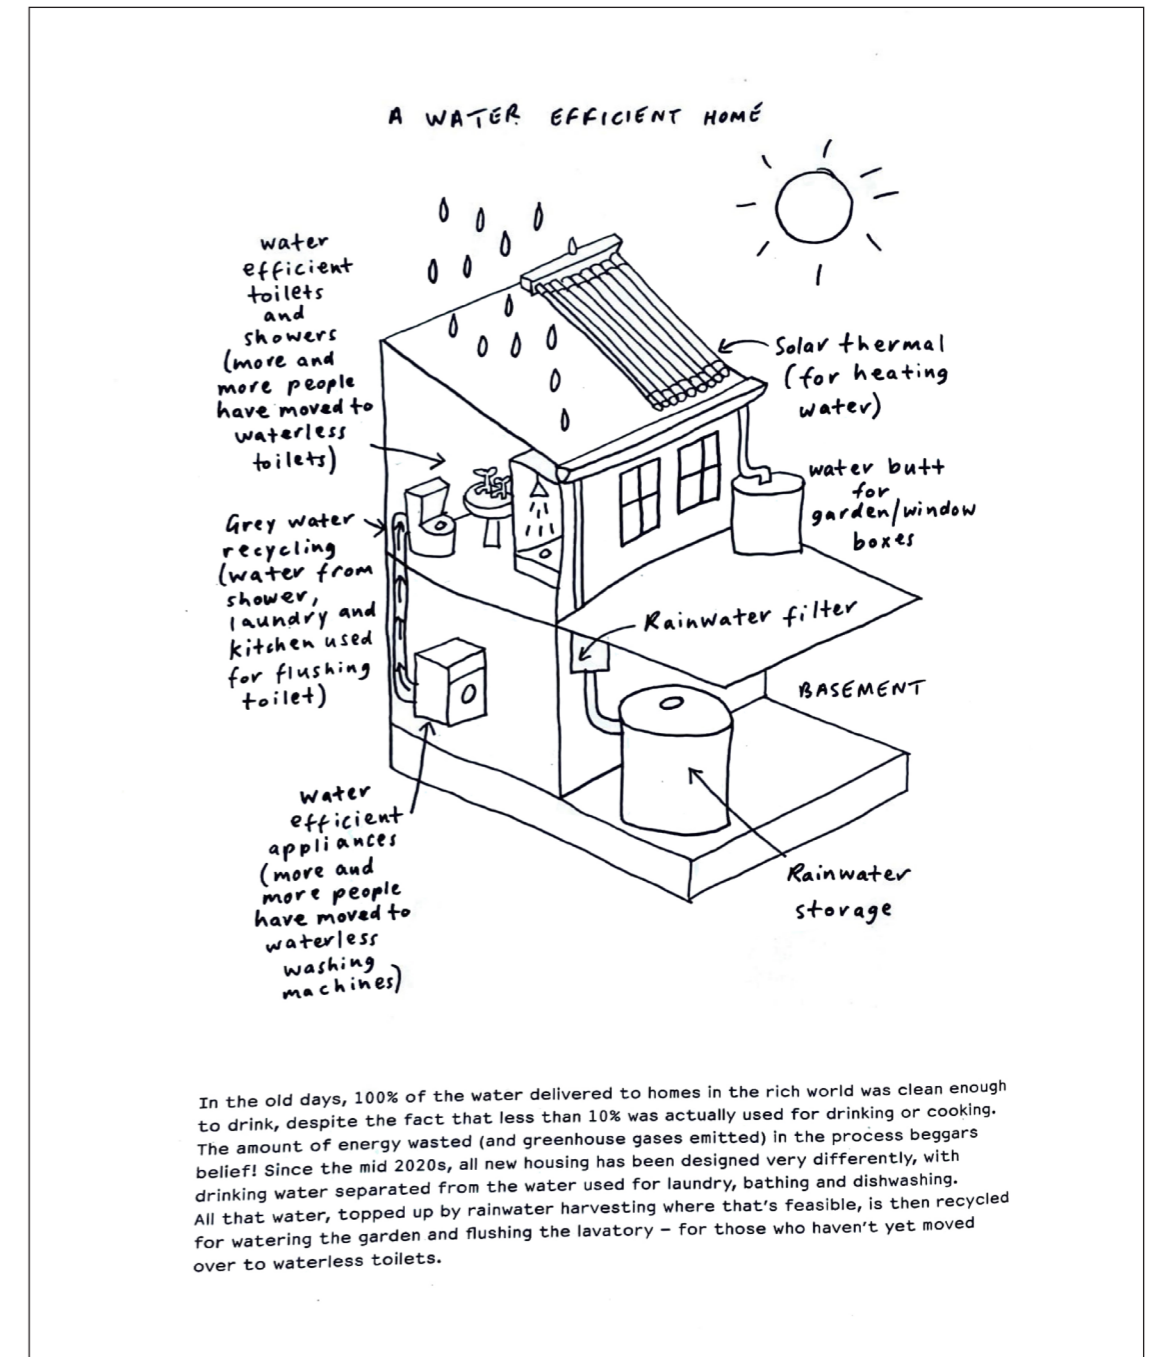 A WATER EFFICIENT HOME
water
efficient
toilets
and
showers
(more and
more people
have moved to
waterless
toilets)
Solar thermal
(for heating
water)
water butt
for
garden/window
boxes
Grey water
recycling
(water from
shower,
laundry and
kitchen used
for flushing
toilet)
Rainwater filter
BASEMENT
Water
efficient
appliances
(more and
more people
have moved to
waterless
washing
machines)
Rainwater
storage
In the old days, 100% of the water delivered to homes in the rich world was clean enough
to drink, despite the fact that less than 10% was actually used for drinking or cooking.
The amount of energy wasted (and greenhouse gases emitted) in the process beggars
belief! Since the mid 2020s, all new housing has been designed very differently, with
drinking water separated from the water used for laundry, bathing and dishwashing.
All that water, topped up by rainwater harvesting where that's feasible, is then recycled
for watering the garden and flushing the lavatory – for those who haven't yet moved
over to waterless toilets.